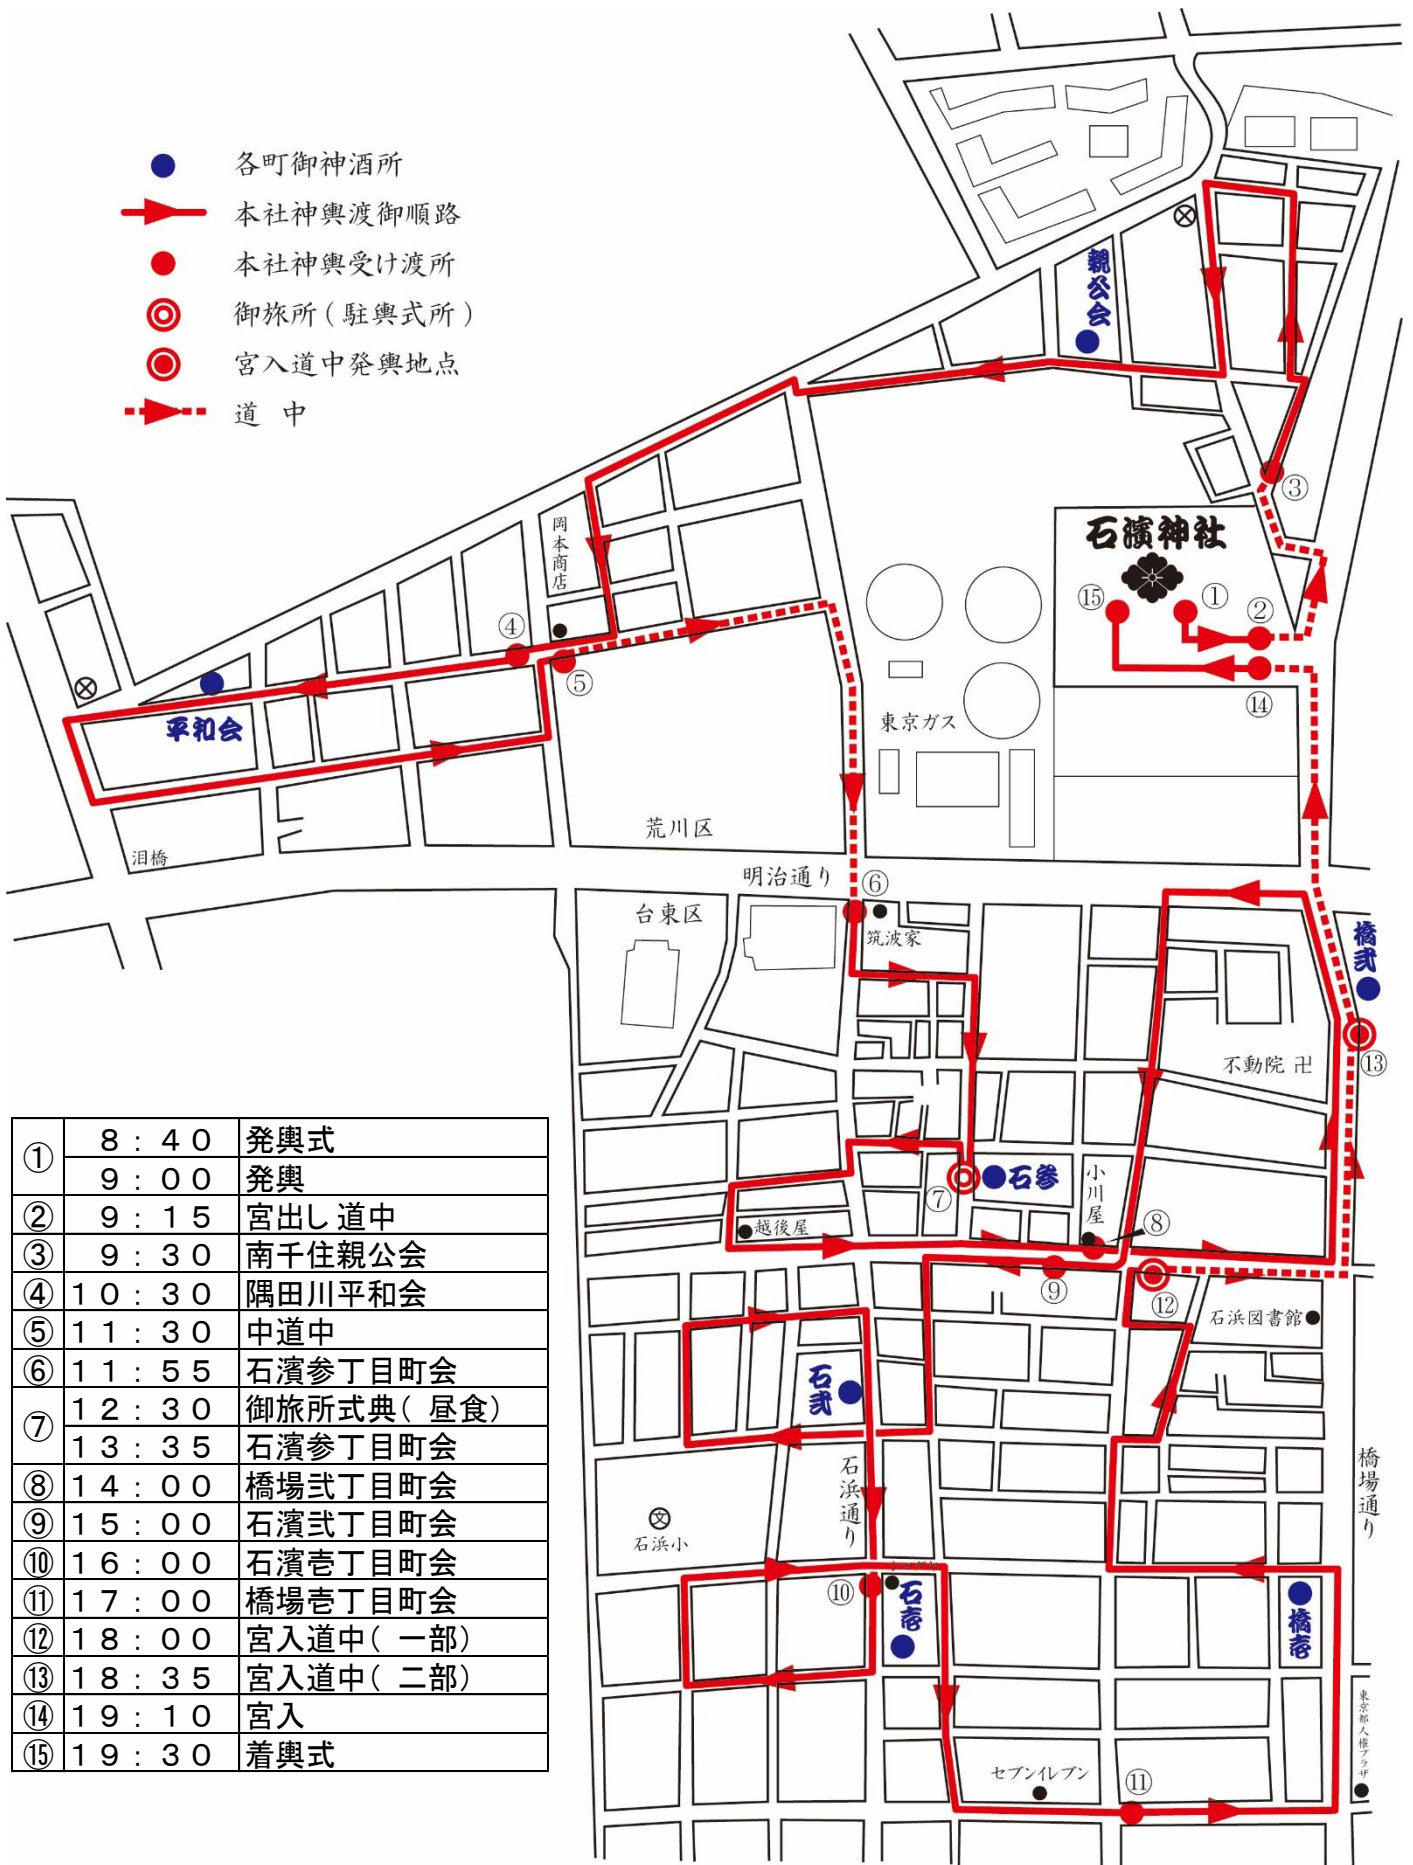 各町御神酒所
本社神輿渡御順路
本社神輿受け渡所
御旅所(駐輿式所)
宮入道中発輿地点
道 中
親公会
③
石濱神社
⑮
①
②
⑭
岡本商店
④
⑤
平和会
泪橋
東京ガス
荒川区
明治通り
⑥
台東区
筑波家
橋弐
⑬
不動院 卍
⑦
石参
小川屋
⑧
越後屋
⑨
⑫
石浜図書館
石弐
石浜通り
橋場通り
文
石浜小
⑩
石壱
橋壱
東京都人権プラザ
セブンイレブン
⑪
① 8:40 発輿式
9:00 発輿
② 9:15 宮出し 道中
③ 9:30 南千住親公会
④ 10:30 隅田川平和会
⑤ 11:30 中道中
⑥ 11:55 石濱参丁目町会
⑦ 12:30 御旅所式典( 昼食)
13:35 石濱参丁目町会
⑧ 14:00 橋場弐丁目町会
⑨ 15:00 石濱弐丁目町会
⑩ 16:00 石濱壱丁目町会
⑪ 17:00 橋場壱丁目町会
⑫ 18:00 宮入道中( 一部)
⑬ 18:35 宮入道中( 二部)
⑭ 19:10 宮入
⑮ 19:30 着輿式